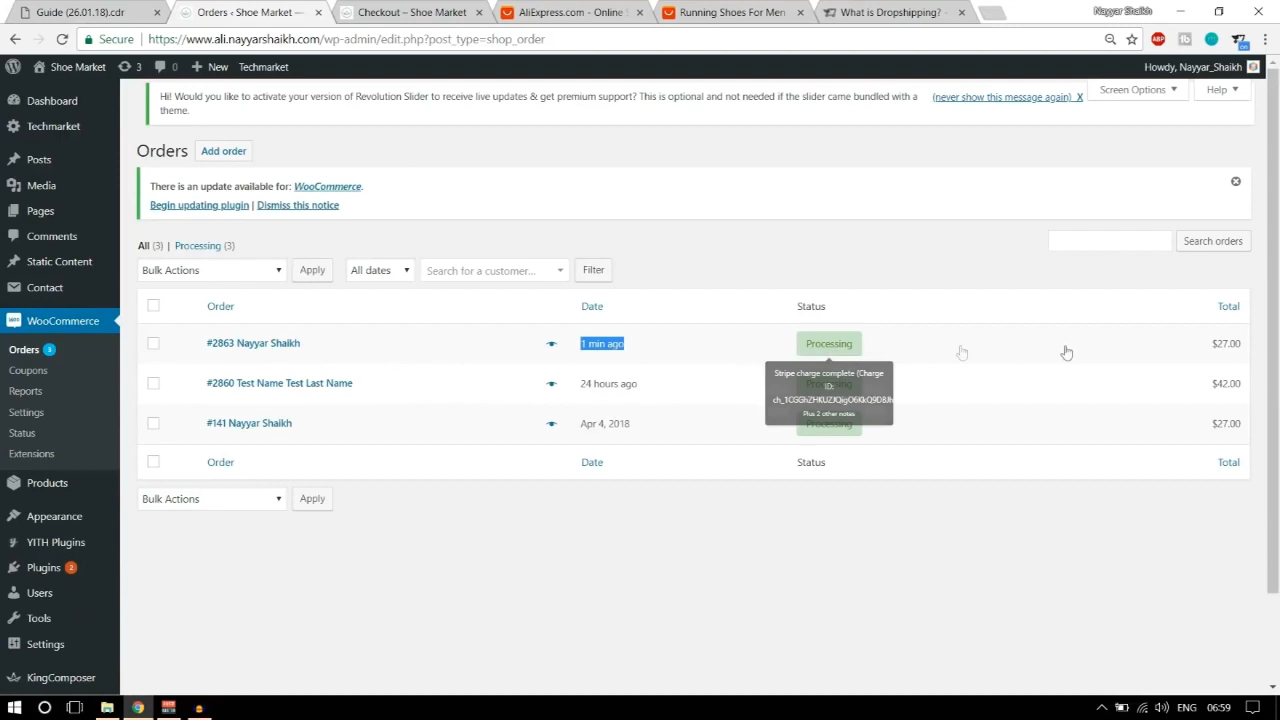 Guide (26.01.18).cdr
Orders ‹ Shoe Market —
Checkout – Shoe Market
AliExpress.com - Online S
Running Shoes For Men
What is Dropshipping? -
Nayyar Shaikh
Secure
https://www.ali.nayyarshaikh.com/wp-admin/edit.php?post_type=shop_order
ABP
on
Shoe Market
3
0
New
Techmarket
Howdy, Nayyar_Shaikh
Dashboard
Techmarket
Posts
Media
Pages
Comments
Static Content
Contact
WooCommerce
Orders 3
Coupons
Reports
Settings
Status
Extensions
Products
Appearance
YITH Plugins
Plugins 2
Users
Tools
Settings
KingComposer
Hi! Would you like to activate your version of Revolution Slider to receive live updates & get premium support? This is optional and not needed if the slider came bundled with a
theme.
(never show this message again) X
Screen Options
Help
Orders
Add order
There is an update available for: WooCommerce.
Begin updating plugin | Dismiss this notice
All (3) | Processing (3)
Search orders
Bulk Actions
Apply
All dates
Search for a customer...
Filter
Order Date Status Total
#2863 Nayyar Shaikh 1 min ago Processing $27.00
Stripe charge complete (Charge
ID:
Plus 2 other notes
#2860 Test Name Test Last Name 24 hours ago Processing $42.00
#141 Nayyar Shaikh Apr 4, 2018 Processing $27.00
Order Date Status Total
Bulk Actions
Apply
ENG
06:59